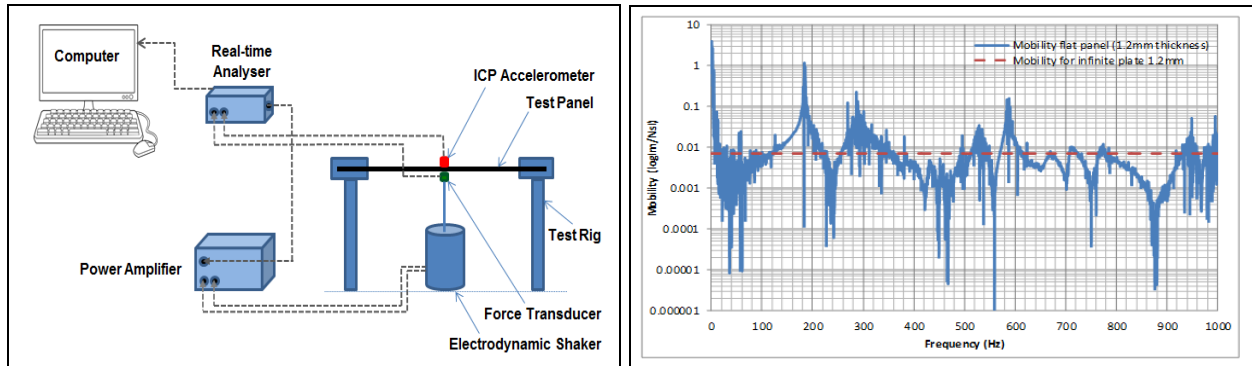 Computer
Real-time
Analyser
ICP Accelerometer
Test Panel
Test Rig
Power Amplifier
Force Transducer
Electrodynamic Shaker
Mobility (logIm/NsI)
10
1
0.1
0.01
0.001
0.0001
0.00001
0.000001
Mobility flat panel (1.2mm thickness)
Mobility for infinite plate 1.2mm
0 100 200 300 400 500 600 700 800 900 1000
Frequency (Hz)